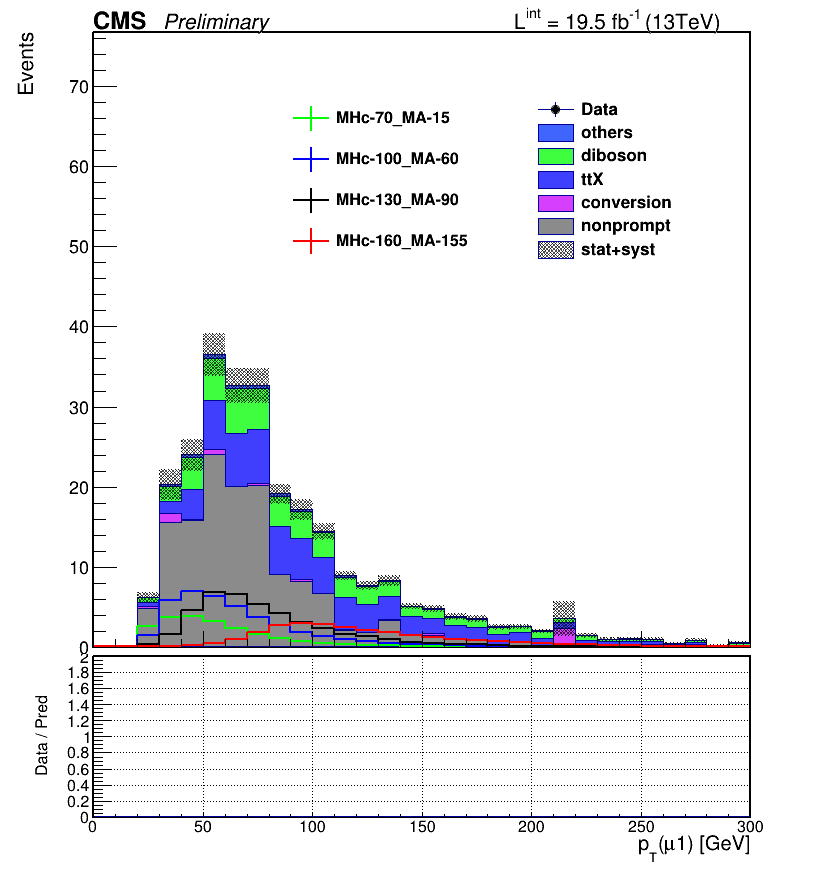 CMS Preliminary L^int = 19.5 fb^-1 (13TeV)
Events
70
60
50
40
30
20
10
0
MHc-70_MA-15
MHc-100_MA-60
MHc-130_MA-90
MHc-160_MA-155
Data
others
diboson
ttX
conversion
nonprompt
stat+syst
Data / Pred
2
1.8
1.6
1.4
1.2
1
0.8
0.6
0.4
0.2
0
0 50 100 150 200 250 300
p_T(μ1) [GeV]